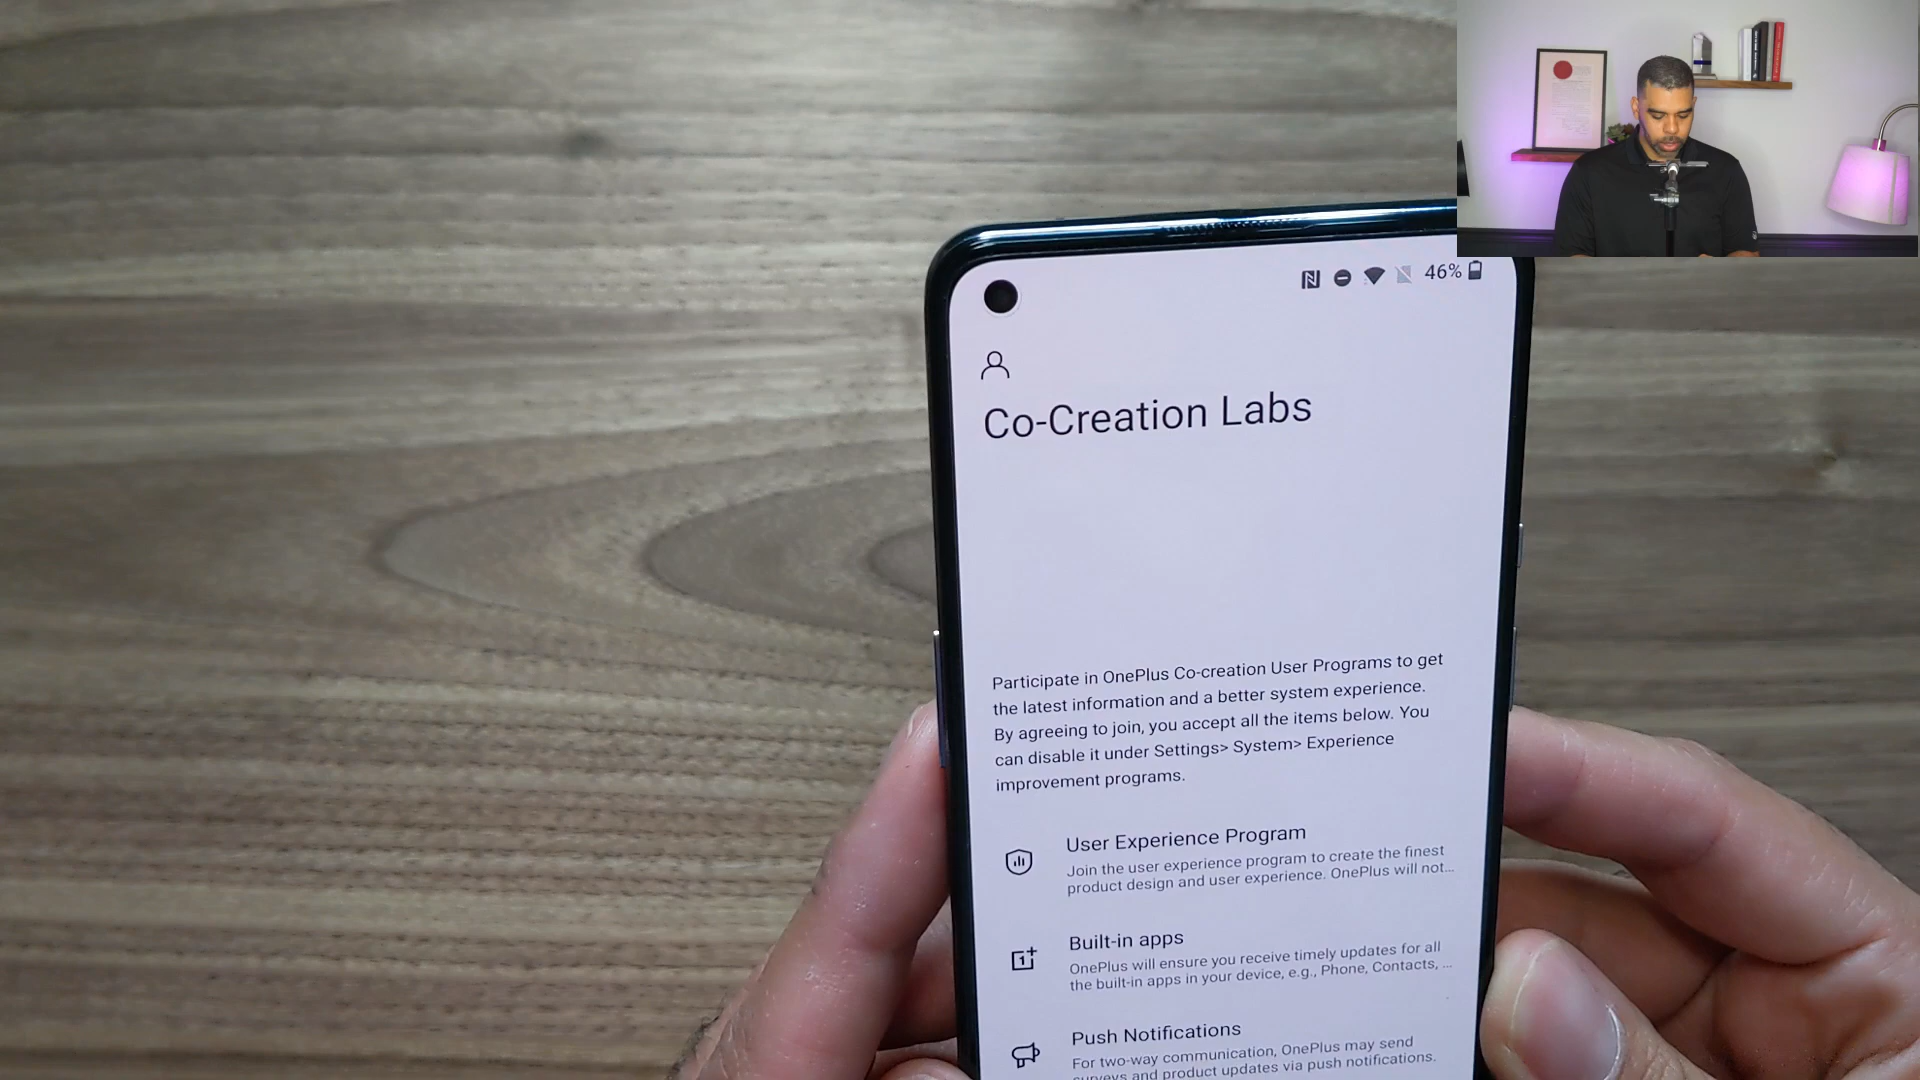 46%
Co-Creation Labs
Participate in OnePlus Co-creation User Programs to get
the latest information and a better system experience.
By agreeing to join, you accept all the items below. You
can disable it under Settings> System> Experience
improvement programs.
User Experience Program
Join the user experience program to create the finest
product design and user experience. OnePlus will not...
Built-in apps
OnePlus will ensure you receive timely updates for all
the built-in apps in your device, e.g., Phone, Contacts, ...
Push Notifications
For two-way communication, OnePlus may send
surveys and product updates via push notifications.